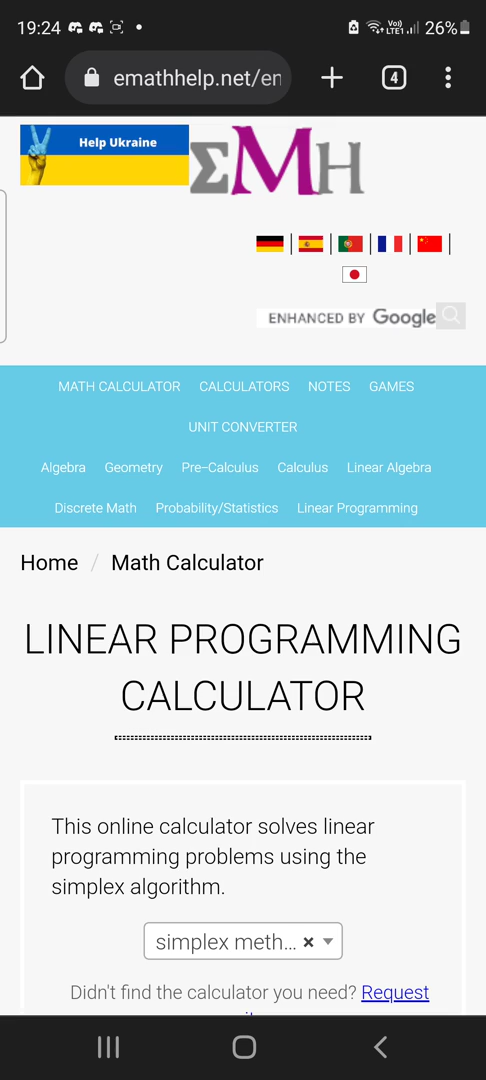 19:24
Vo)) LTE1 26%
emathhelp.net/en
4
Help Ukraine
ΣMH
ENHANCED BY Google
MATH CALCULATOR CALCULATORS NOTES GAMES
UNIT CONVERTER
Algebra Geometry Pre-Calculus Calculus Linear Algebra
Discrete Math Probability/Statistics Linear Programming
Home / Math Calculator
LINEAR PROGRAMMING
CALCULATOR
This online calculator solves linear
programming problems using the
simplex algorithm.
simplex meth... ×
Didn't find the calculator you need? Request